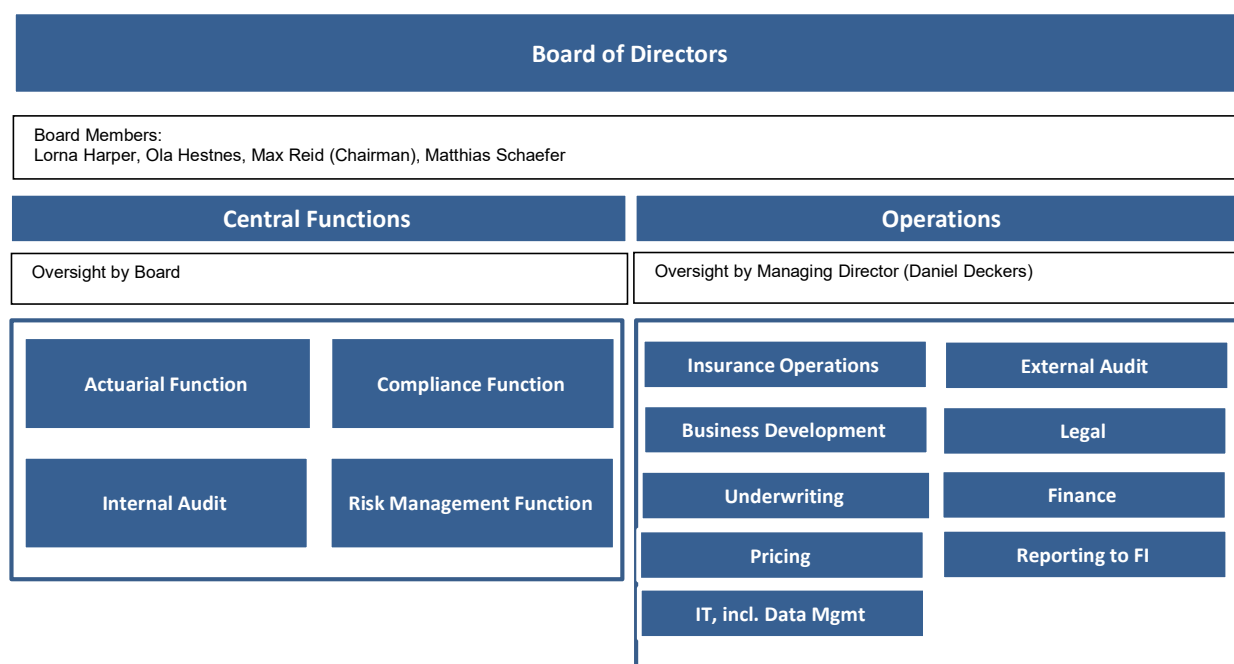 Board of Directors
Board Members:
Lorna Harper, Ola Hestnes, Max Reid (Chairman), Matthias Schaefer
Central Functions
Oversight by Board
Actuarial Function
Compliance Function
Internal Audit
Risk Management Function
Operations
Oversight by Managing Director (Daniel Deckers)
Insurance Operations
External Audit
Business Development
Legal
Underwriting
Finance
Pricing
Reporting to FI
IT, incl. Data Mgmt